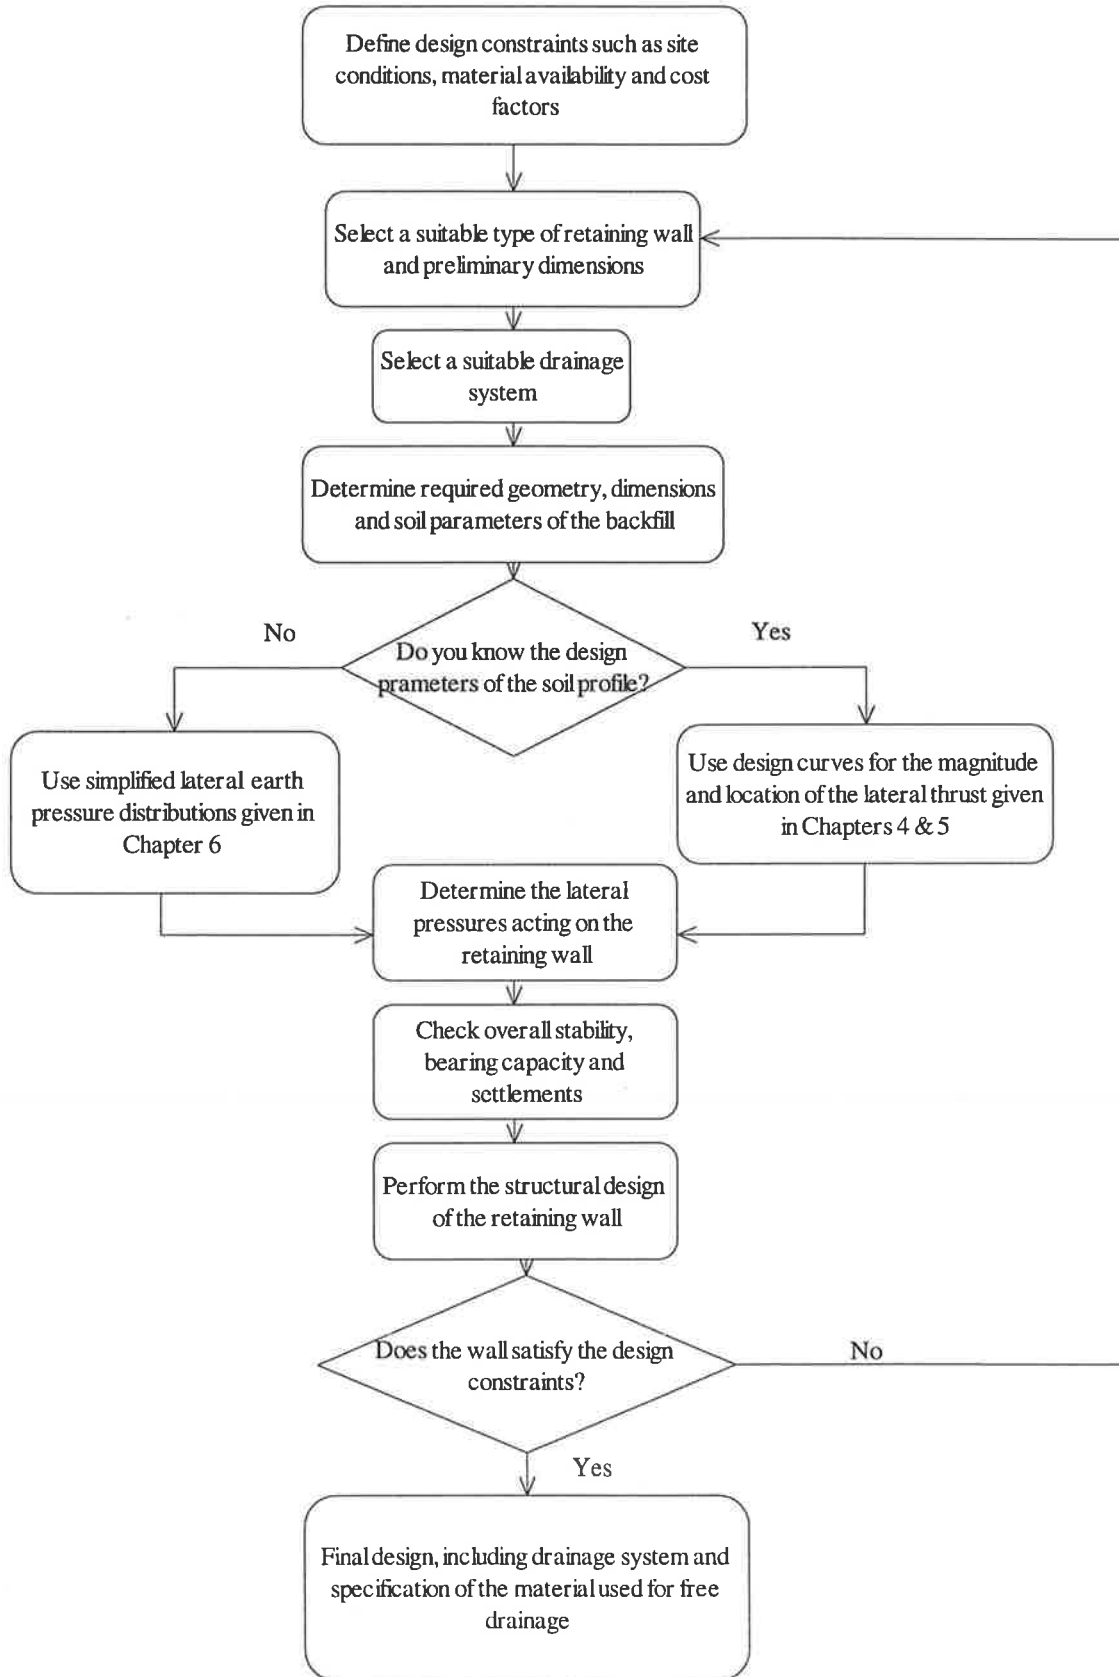 Define design constraints such as site
conditions, material availability and cost
factors
Select a suitable type of retaining wall
and preliminary dimensions
Select a suitable drainage
system
Determine required geometry, dimensions
and soil parameters of the backfill
No
Yes
Do you know the design
prameters of the soil profile?
Use simplified lateral earth
pressure distributions given in
Chapter 6
Use design curves for the magnitude
and location of the lateral thrust given
in Chapters 4 & 5
Determine the lateral
pressures acting on the
retaining wall
Check overall stability,
bearing capacity and
settlements
Perform the structural design
of the retaining wall
Does the wall satisfy the design
constraints?
No
Yes
Final design, including drainage system and
specification of the material used for free
drainage